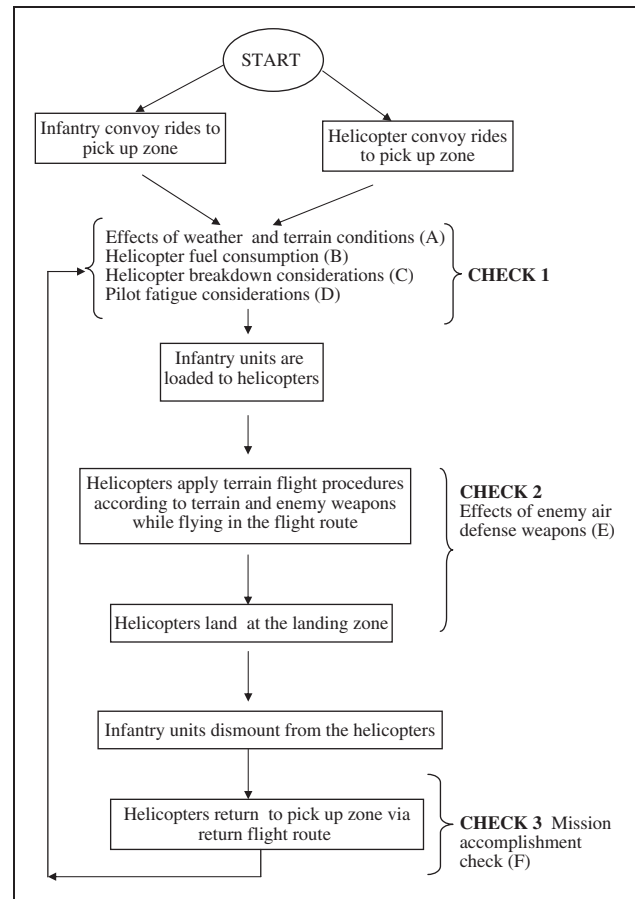 START
Infantry convoy rides to
pick up zone
Helicopter convoy rides
to pick up zone
Effects of weather and terrain conditions (A)
Helicopter fuel consumption (B)
Helicopter breakdown considerations (C)
Pilot fatigue considerations (D)
CHECK 1
Infantry units are
loaded to helicopters
Helicopters apply terrain flight procedures
according to terrain and enemy weapons
while flying in the flight route
CHECK 2
Effects of enemy air
defense weapons (E)
Helicopters land at the landing zone
Infantry units dismount from the helicopters
Helicopters return to pick up zone via
return flight route
CHECK 3 Mission
accomplishment
check (F)